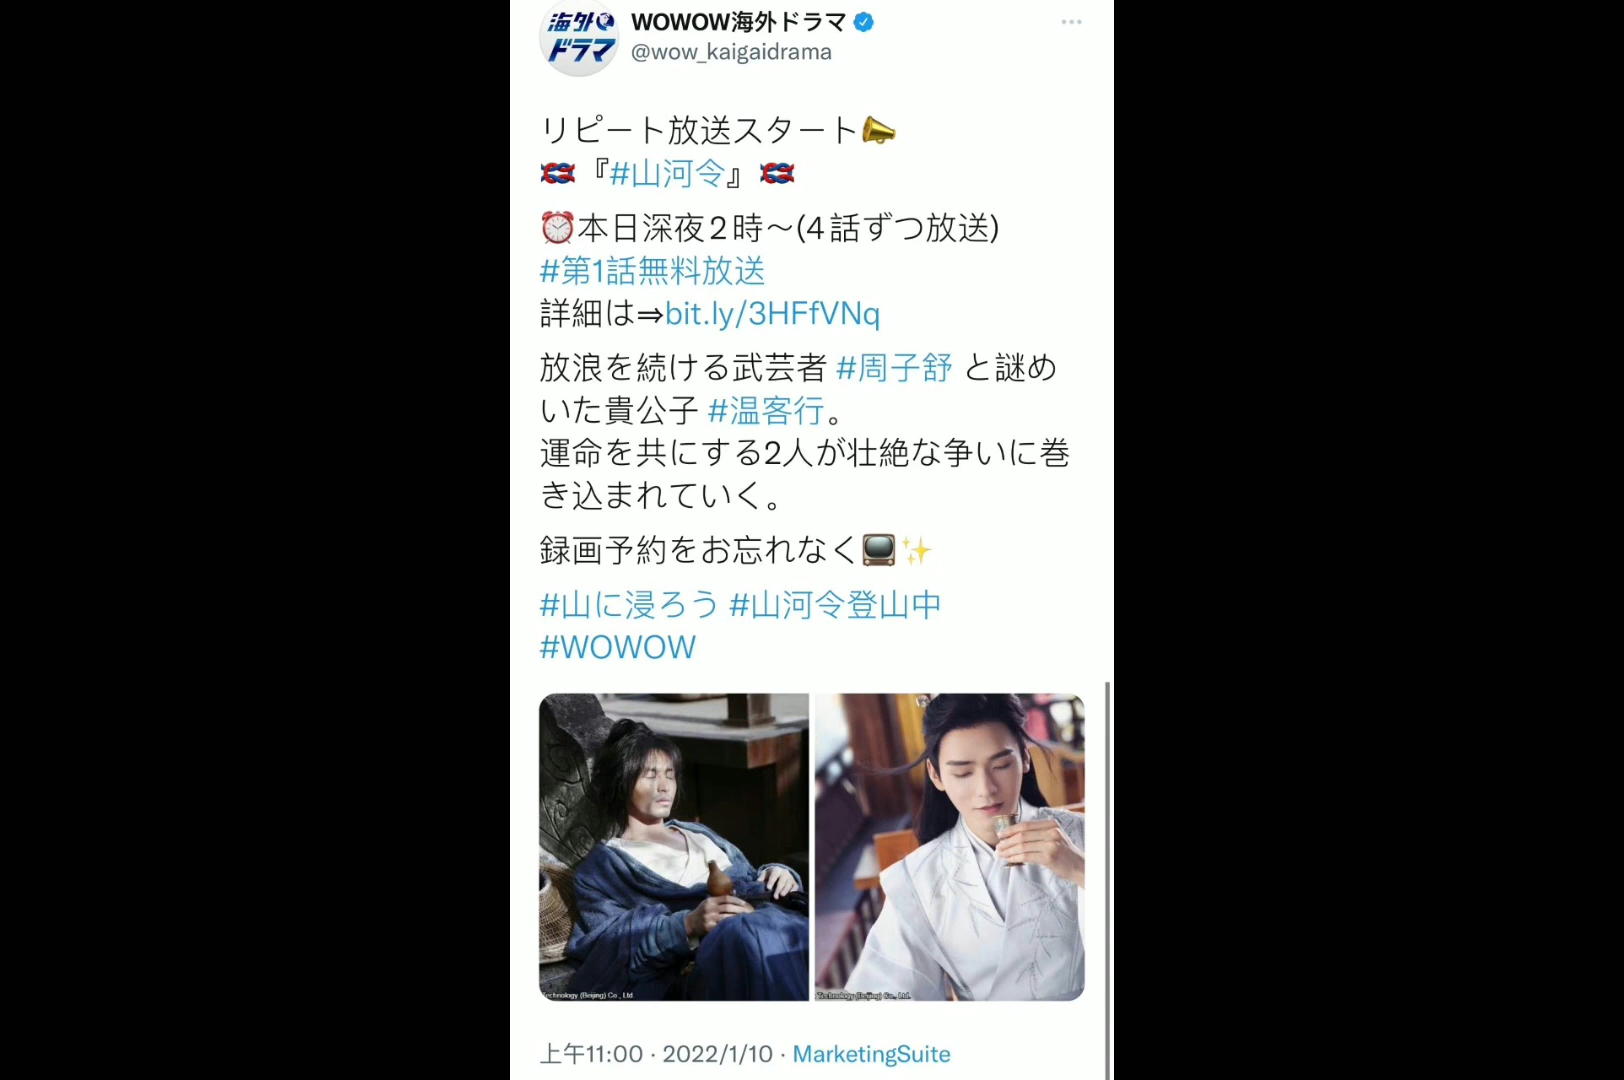 海外
ドラマ
WOWOW海外ドラマ
@wow_kaigaidrama
リピート放送スタート📣
🪢『#山河令』🪢
⏰本日深夜2時～(4話ずつ放送)
#第1話無料放送
詳細は⇒bit.ly/3HFfVNq
放浪を続ける武芸者 #周子舒 と謎め
いた貴公子 #温客行。
運命を共にする2人が壮絶な争いに巻
き込まれていく。
録画予約をお忘れなく📺✨
#山に浸ろう #山河令登山中
#WOWOW
Technology (Beijing) Co., Ltd.
Technology (Beijing) Co., Ltd.
上午11:00 · 2022/1/10 · MarketingSuite